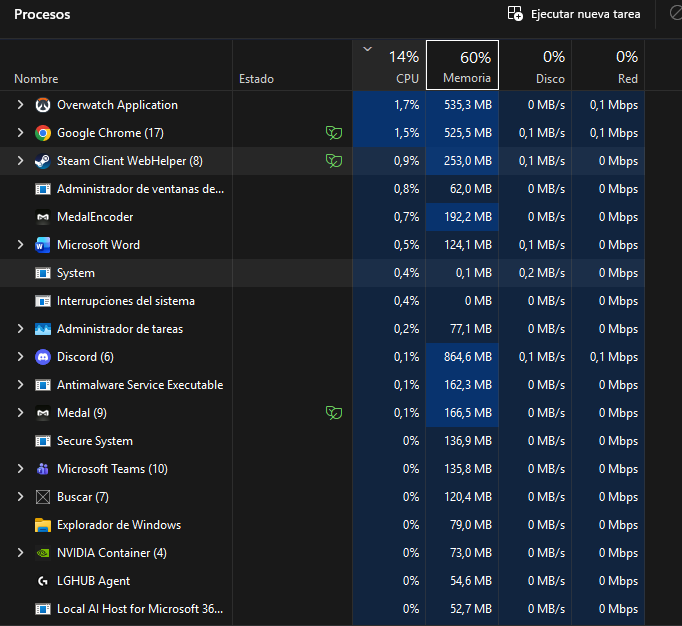 Procesos
Ejecutar nueva tarea
14% 60% 0% 0%
Nombre Estado CPU Memoria Disco Red
Overwatch Application 1,7% 535,3 MB 0 MB/s 0,1 Mbps
Google Chrome (17) 1,5% 525,5 MB 0,1 MB/s 0,1 Mbps
Steam Client WebHelper (8) 0,9% 253,0 MB 0,1 MB/s 0 Mbps
Administrador de ventanas de... 0,8% 62,0 MB 0 MB/s 0 Mbps
MedalEncoder 0,7% 192,2 MB 0 MB/s 0 Mbps
Microsoft Word 0,5% 124,1 MB 0,1 MB/s 0 Mbps
System 0,4% 0,1 MB 0,2 MB/s 0 Mbps
Interrupciones del sistema 0,4% 0 MB 0 MB/s 0 Mbps
Administrador de tareas 0,2% 77,1 MB 0 MB/s 0 Mbps
Discord (6) 0,1% 864,6 MB 0,1 MB/s 0,1 Mbps
Antimalware Service Executable 0,1% 162,3 MB 0 MB/s 0 Mbps
Medal (9) 0,1% 166,5 MB 0 MB/s 0 Mbps
Secure System 0% 136,9 MB 0 MB/s 0 Mbps
Microsoft Teams (10) 0% 135,8 MB 0 MB/s 0 Mbps
Buscar (7) 0% 120,4 MB 0 MB/s 0 Mbps
Explorador de Windows 0% 79,0 MB 0 MB/s 0 Mbps
NVIDIA Container (4) 0% 73,0 MB 0 MB/s 0 Mbps
LGHUB Agent 0% 54,6 MB 0 MB/s 0 Mbps
Local AI Host for Microsoft 36... 0% 52,7 MB 0 MB/s 0 Mbps